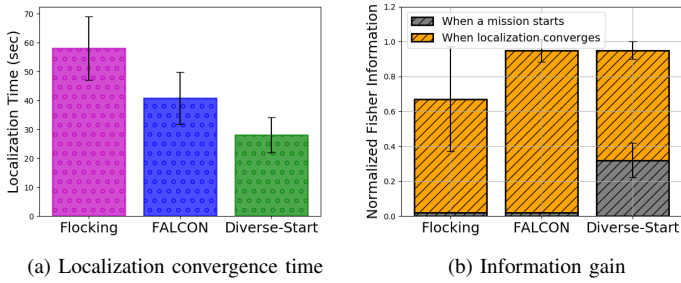 Localization Time (sec)
70
60
50
40
30
20
10
0
Flocking FALCON Diverse-Start
(a) Localization convergence time
Normalized Fisher Information
1.2
1.0
0.8
0.6
0.4
0.2
0.0
When a mission starts
When localization converges
Flocking FALCON Diverse-Start
(b) Information gain